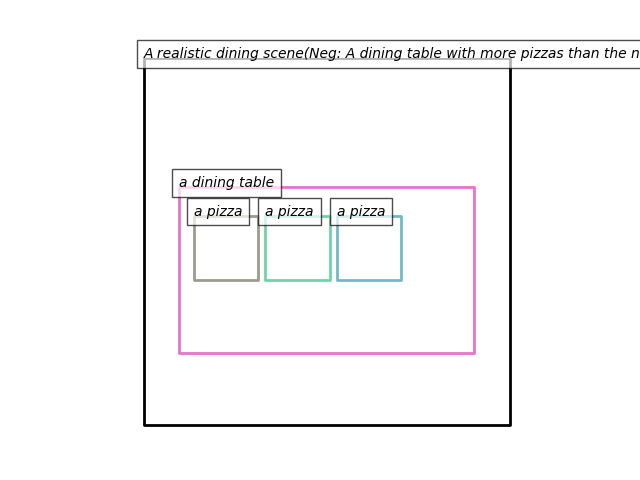 A realistic dining scene(Neg: A dining table with more pizzas than the
a dining table
a pizza
a pizza
a pizza